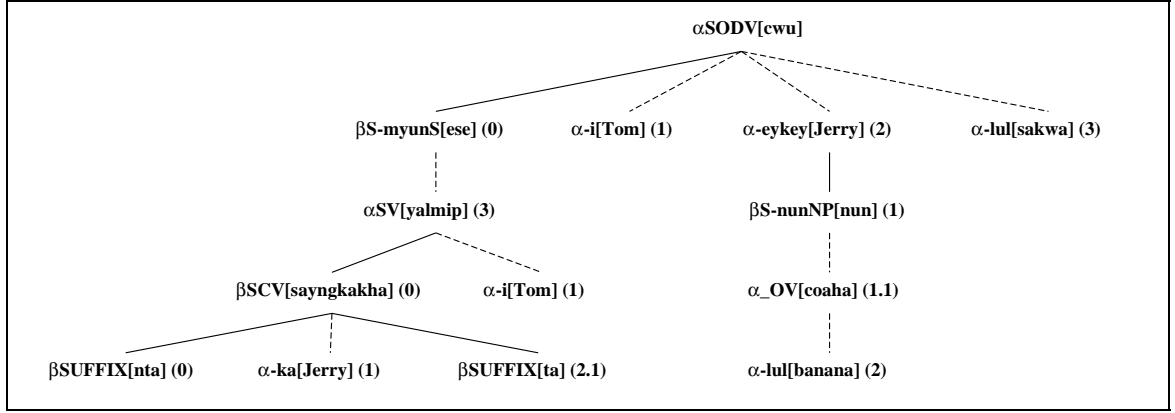 αSODV[cwu]
βS-myunS[ese] (0) α-i[Tom] (1) α-eykey[Jerry] (2) α-lul[sakwa] (3)
αSV[yalmip] (3) βS-nunNP[nun] (1)
βSCV[sayngkakha] (0) α-i[Tom] (1) α_OV[coaha] (1.1)
βSUFFIX[nta] (0) α-ka[Jerry] (1) βSUFFIX[ta] (2.1) α-lul[banana] (2)